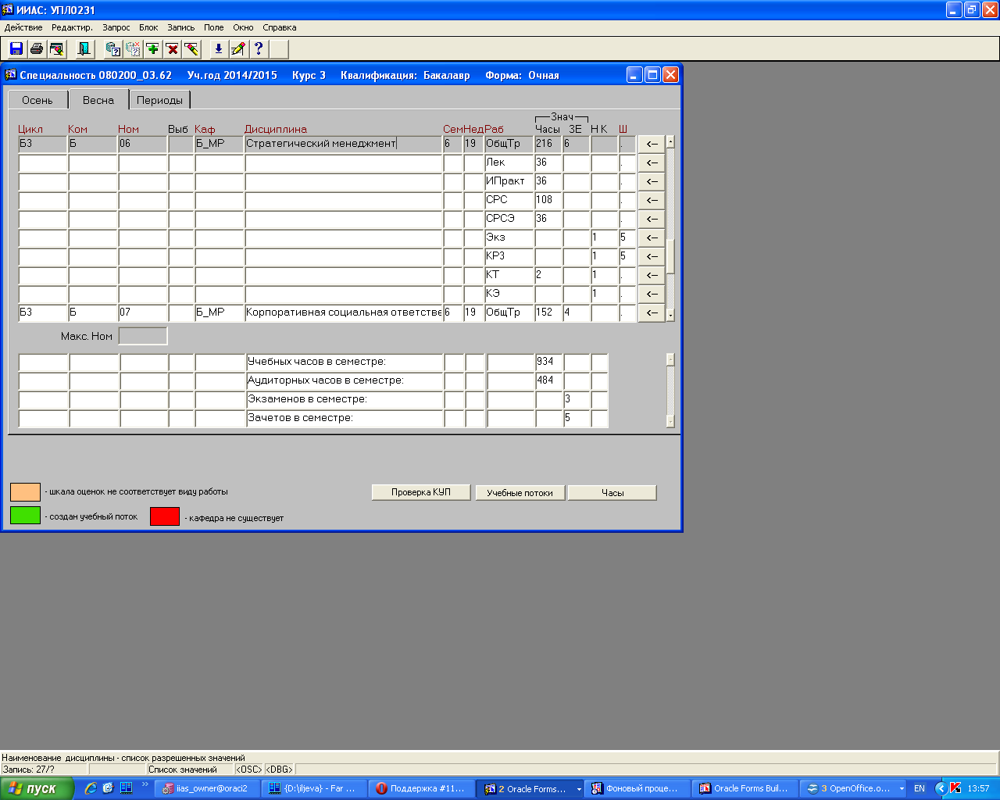 ИИАС: УПЛ0231
Действие Редактир. Запрос Блок Запись Поле Окно Справка
Специальность 080200_03.62 Уч.год 2014/2015 Курс 3 Квалификация: Бакалавр Форма: Очная
Осень Весна Периоды
Знач
Цикл Ком Ном Выб Каф Дисциплина Сем Нед Раб Часы ЗЕ Н К Ш
Б3 Б 06 Б_МР Стратегический менеджмент 6 19 ОбщТр 216 6 . <--
Лек 36 . <--
ИПракт 36 . <--
СРС 108 . <--
СРСЭ 36 . <--
Экз 1 5 <--
КРЗ 1 5 <--
КТ 2 1 . <--
КЭ 1 . <--
Б3 Б 07 Б_МР Корпоративная социальная ответстве 6 19 ОбщТр 152 4 . <--
Макс. Ном
Учебных часов в семестре: 934
Аудиторных часов в семестре: 484
Экзаменов в семестре: 3
Зачетов в семестре: 5
- шкала оценок не соответствует виду работы
Проверка КУП Учебные потоки Часы
- создан учебный поток - кафедра не существует
Наименование дисциплины - список разрешенных значений
Запись: 27/? Список значений <OSC> <DBG>
пуск iias_owner@oraci2 {D:\iljeva} - Far ... Поддержка #11... 2 Oracle Forms... Фоновый проце... Oracle Forms Buil... 3 OpenOffice.o... EN 13:57